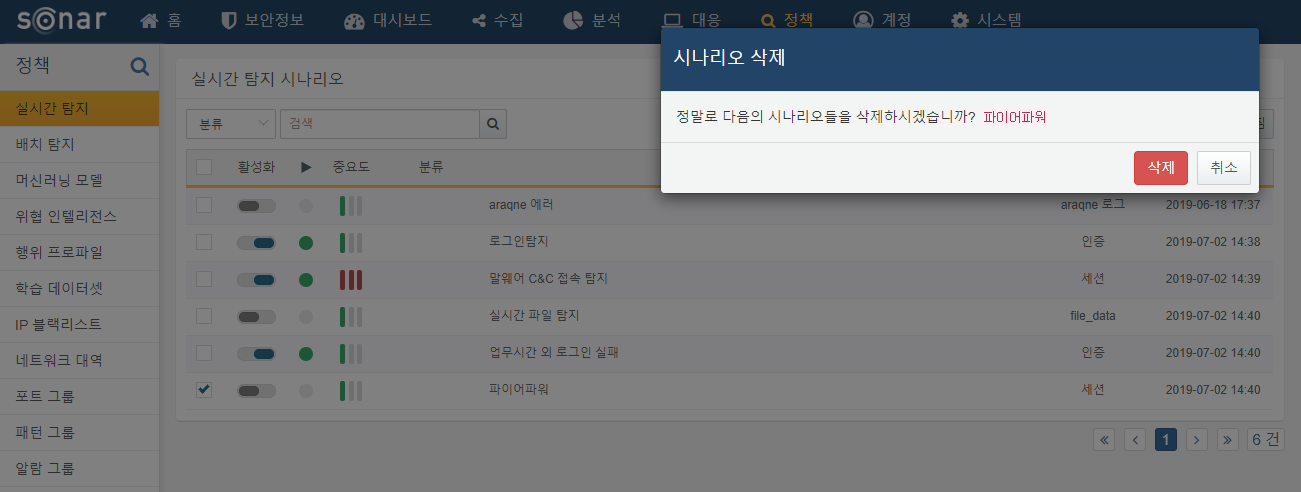 sonar 홈 보안정보 대시보드 수집 분석 대응 정책 계정 시스템
정책
실시간 탐지
배치 탐지
머신러닝 모델
위협 인텔리전스
행위 프로파일
학습 데이터셋
IP 블랙리스트
네트워크 대역
포트 그룹
패턴 그룹
알람 그룹
실시간 탐지 시나리오
분류 검색
활성화 ▶ 중요도 분류
araqne 에러 araqne 로그 2019-06-18 17:37
로그인탐지 인증 2019-07-02 14:38
말웨어 C&C 접속 탐지 세션 2019-07-02 14:39
실시간 파일 탐지 file_data 2019-07-02 14:40
업무시간 외 로그인 실패 인증 2019-07-02 14:40
파이어파워 세션 2019-07-02 14:40
« ‹ 1 › » 6 건
시나리오 삭제
정말로 다음의 시나리오들을 삭제하시겠습니까? 파이어파워
삭제 취소